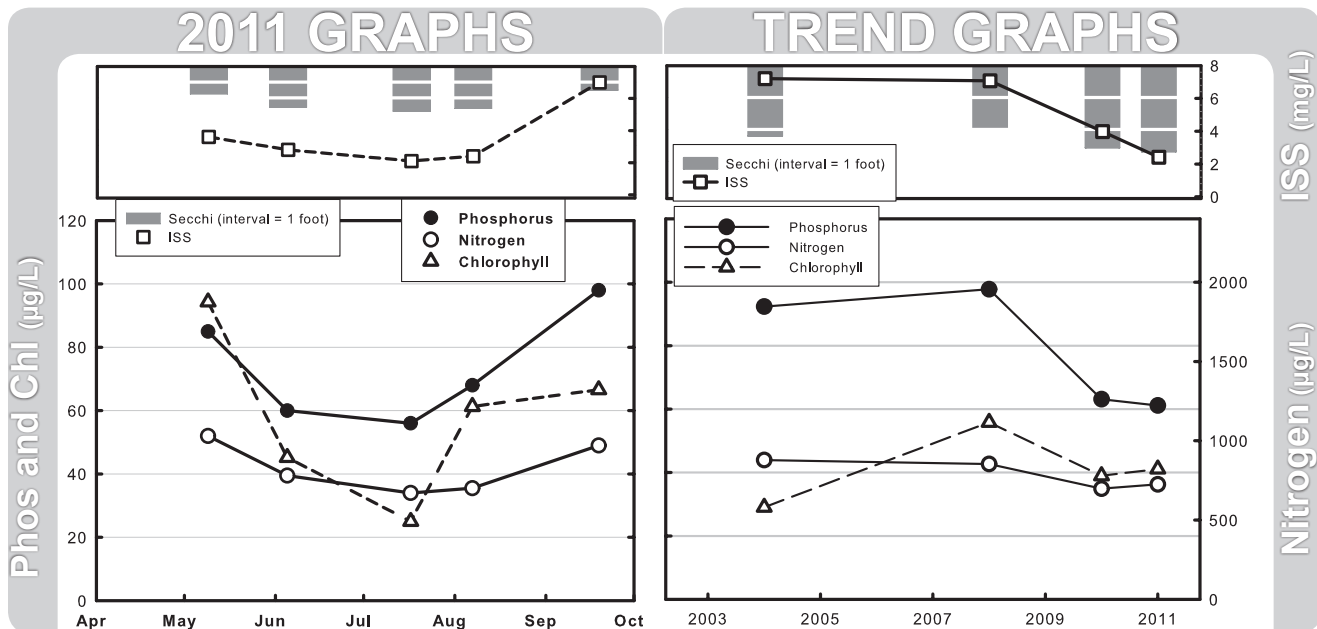 2011 GRAPHS
TREND GRAPHS
Phos and Chl (µg/L)
Secchi (interval = 1 foot)
ISS
Phosphorus
Nitrogen
Chlorophyll
120
100
80
60
40
20
0
Apr May Jun Jul Aug Sep Oct
Secchi (interval = 1 foot)
ISS
8
6
4
2
0
ISS (mg/L)
Phosphorus
Nitrogen
Chlorophyll
2000
1500
1000
500
0
Nitrogen (µg/L)
2003 2005 2007 2009 2011